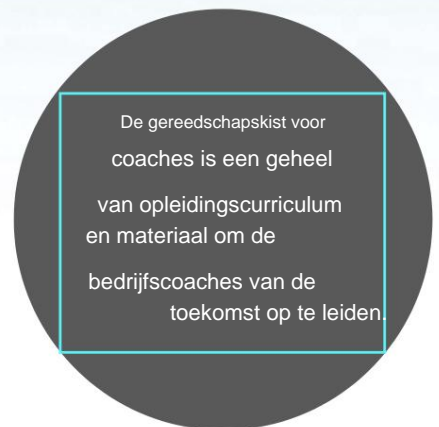 De gereedschapskist voor
coaches is een geheel
van opleidingscurriculum
en materiaal om de
bedrijfscoaches van de
toekomst op te leiden.